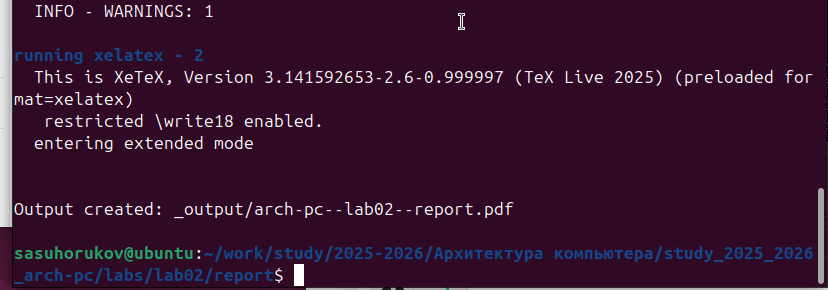 INFO - WARNINGS: 1
running xelatex - 2
This is XeTeX, Version 3.141592653-2.6-0.999997 (TeX Live 2025) (preloaded for
mat=xelatex)
restricted \write18 enabled.
entering extended mode
Output created: _output/arch-pc--lab02--report.pdf
sasuhorukov@ubuntu:~/work/study/2025-2026/Архитектура компьютера/study_2025_2026
_arch-pc/labs/lab02/report$